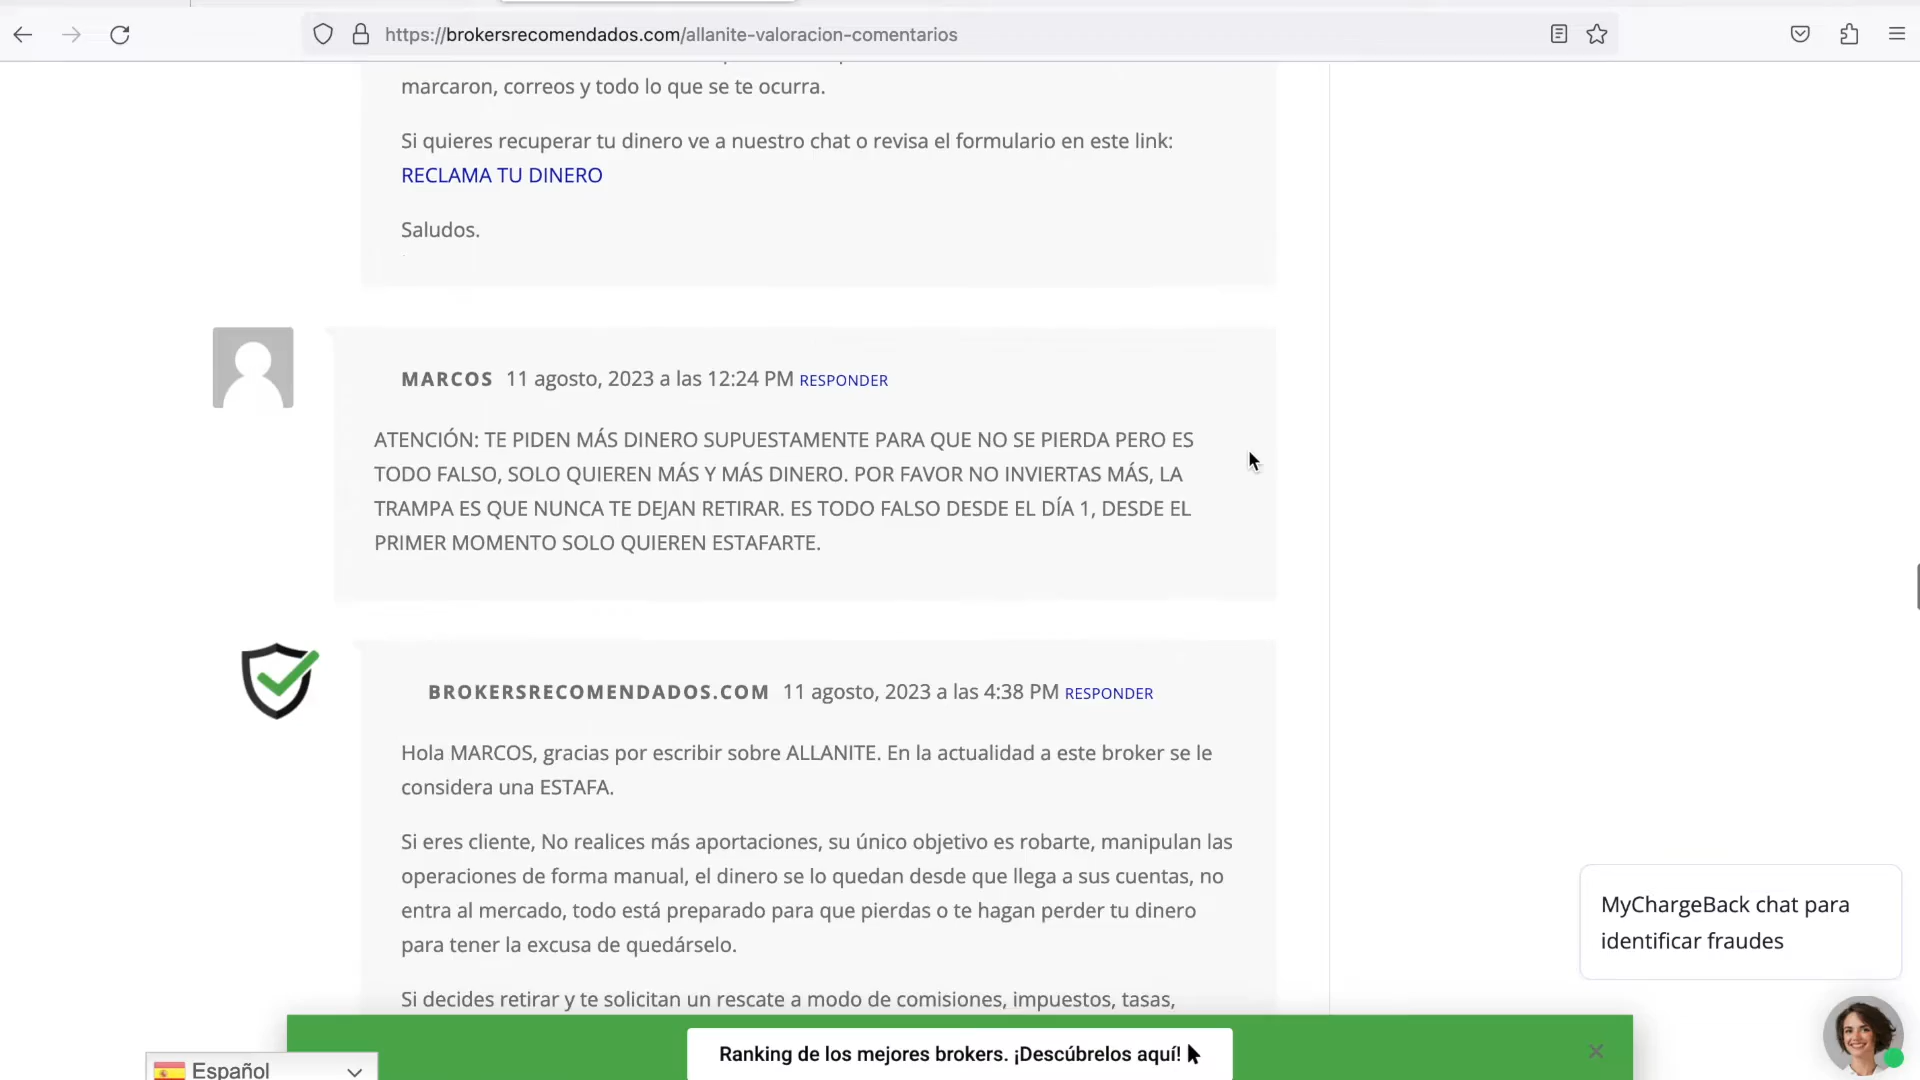 https://brokersrecomendados.com/allanite-valoracion-comentarios
marcaron, correos y todo lo que se te ocurra.
Si quieres recuperar tu dinero ve a nuestro chat o revisa el formulario en este link:
RECLAMA TU DINERO
Saludos.
MARCOS 11 agosto, 2023 a las 12:24 PM RESPONDER
ATENCIÓN: TE PIDEN MÁS DINERO SUPUESTAMENTE PARA QUE NO SE PIERDA PERO ES
TODO FALSO, SOLO QUIEREN MÁS Y MÁS DINERO. POR FAVOR NO INVIERTAS MÁS, LA
TRAMPA ES QUE NUNCA TE DEJAN RETIRAR. ES TODO FALSO DESDE EL DÍA 1, DESDE EL
PRIMER MOMENTO SOLO QUIEREN ESTAFARTE.
BROKERSRECOMENDADOS.COM 11 agosto, 2023 a las 4:38 PM RESPONDER
Hola MARCOS, gracias por escribir sobre ALLANITE. En la actualidad a este broker se le
considera una ESTAFA.
Si eres cliente, No realices más aportaciones, su único objetivo es robarte, manipulan las
operaciones de forma manual, el dinero se lo quedan desde que llega a sus cuentas, no
entra al mercado, todo está preparado para que pierdas o te hagan perder tu dinero
para tener la excusa de quedárselo.
Si decides retirar y te solicitan un rescate a modo de comisiones, impuestos, tasas,
MyChargeBack chat para
identificar fraudes
Ranking de los mejores brokers. ¡Descúbrelos aquí!
Español